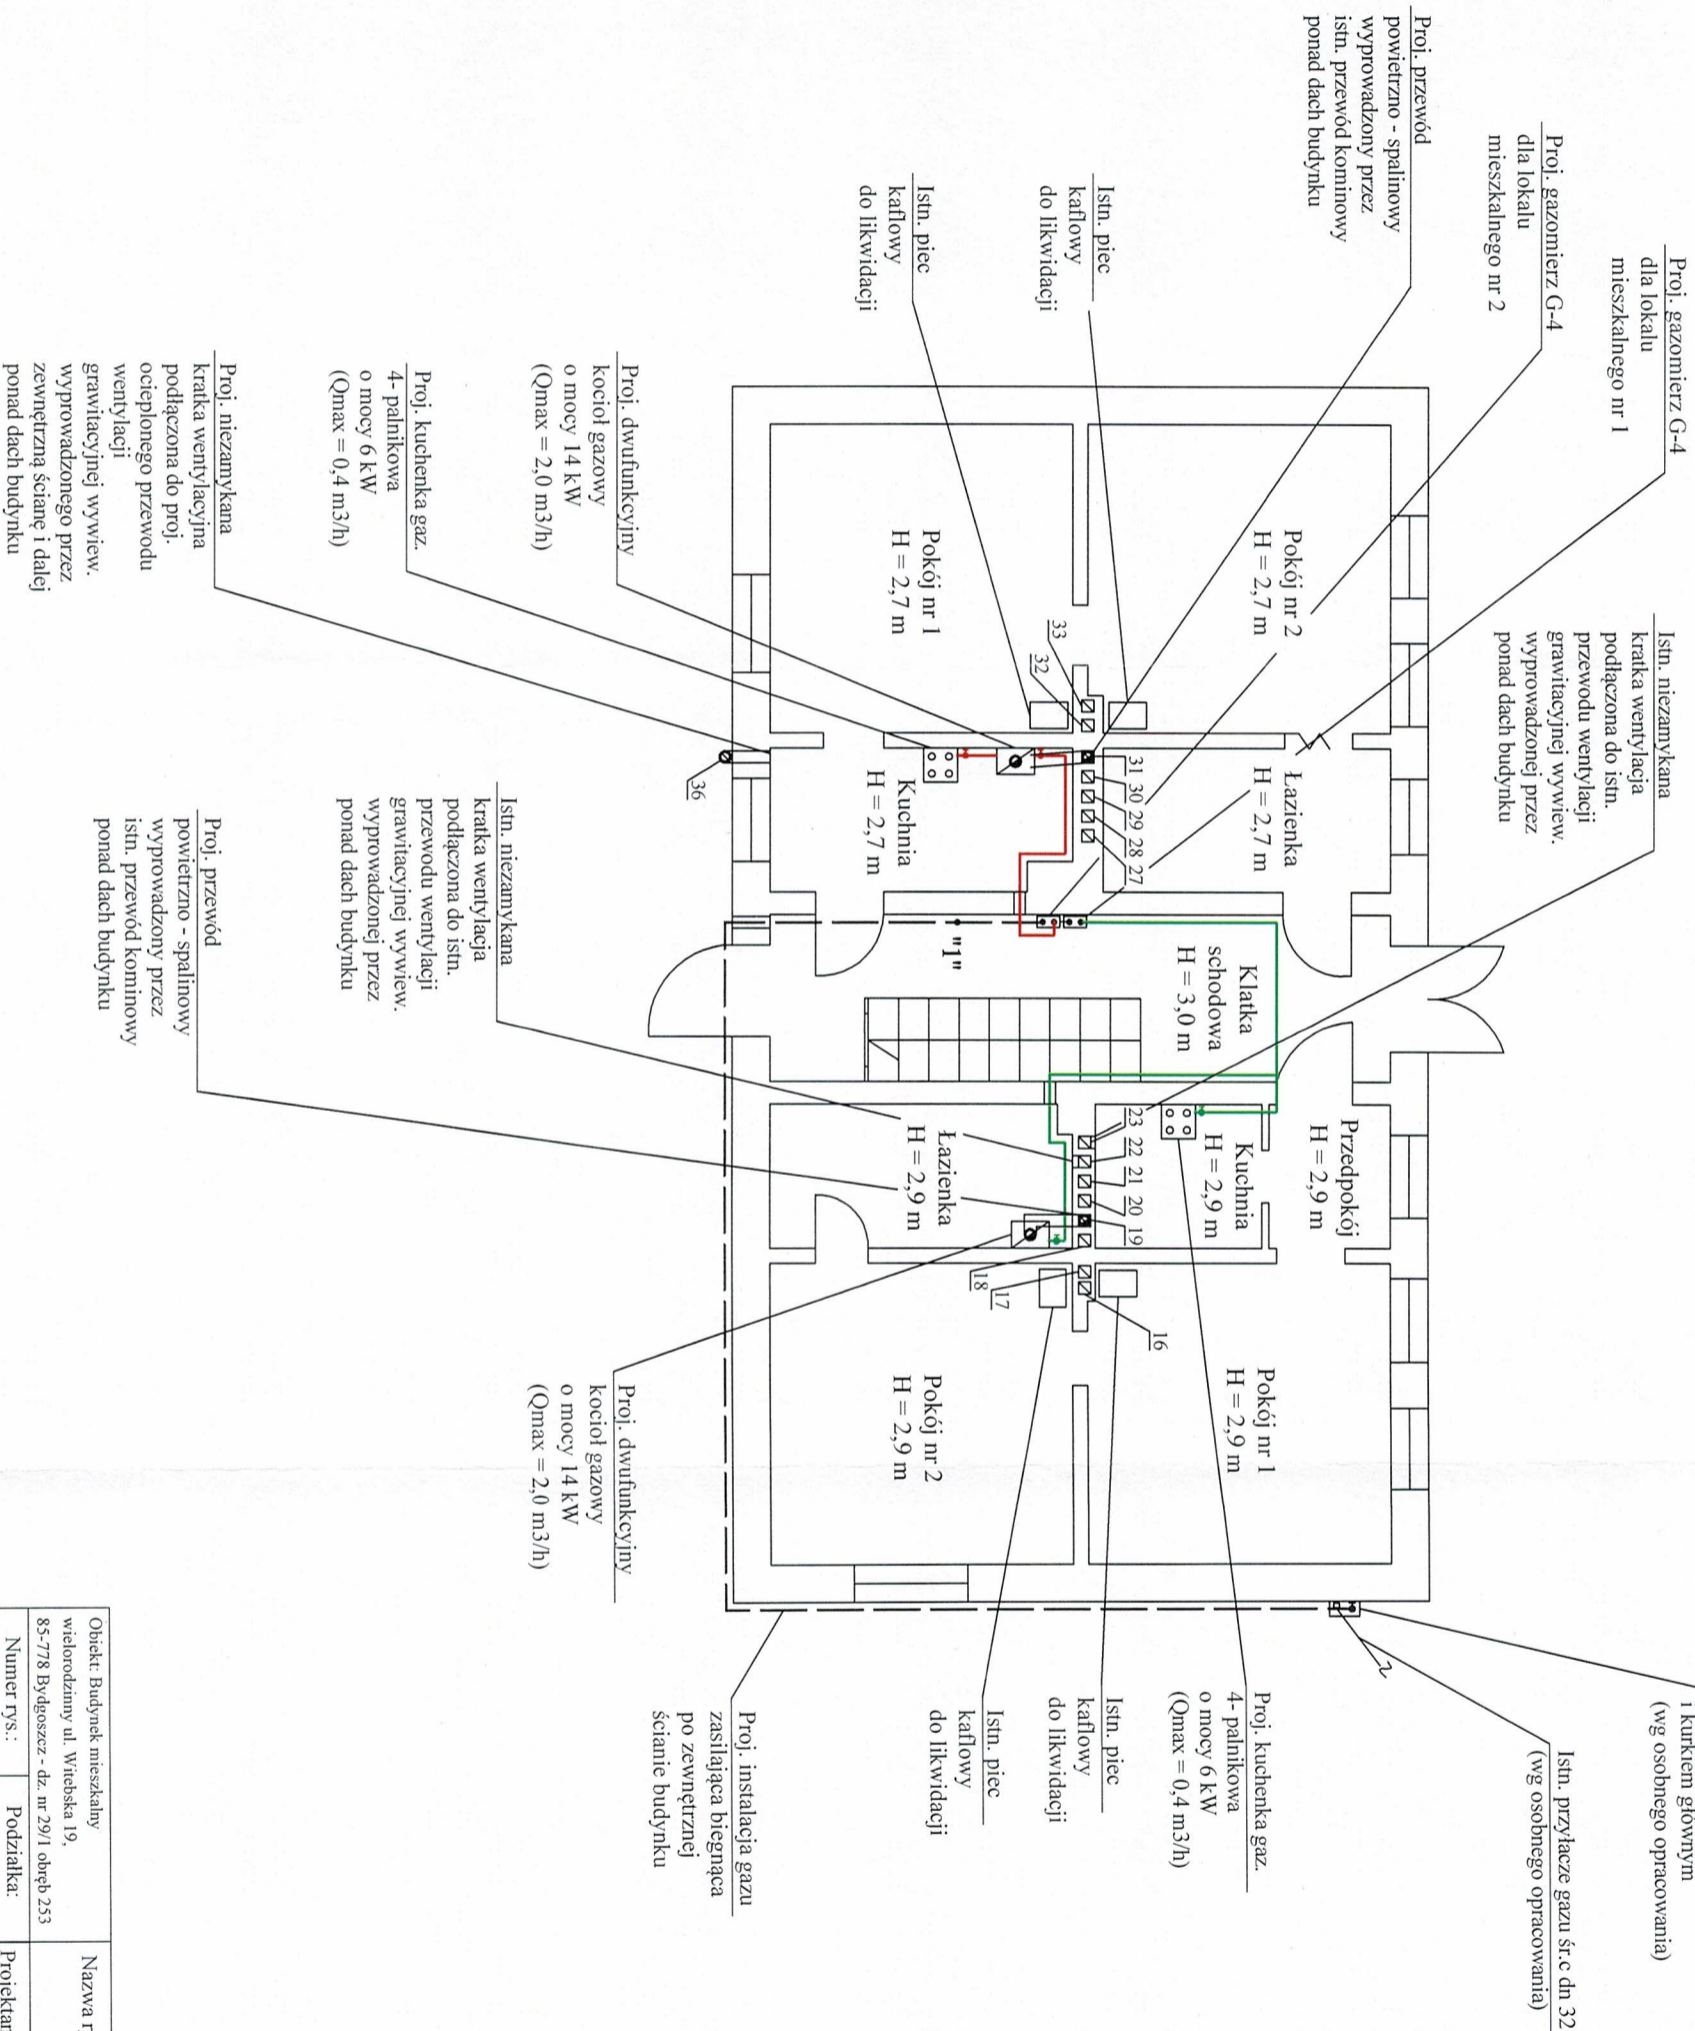 Proj. gazomierz G-4
dla lokalu
mieszkalnego nr 1
Proj. gazomierz G-4
dla lokalu
mieszkalnego nr 2
Proj. przewód
powietrzno - spalinowy
wyprowadzony przez
istn. przewód kominowy
ponad dach budynku
Istn. piec
kaflowy
do likwidacji
Istn. piec
kaflowy
do likwidacji
Proj. dwufunkcyjny
kocioł gazowy
o mocy 14 kW
(Qmax = 2,0 m3/h)
Proj. kuchenka gaz.
4- palnikowa
o mocy 6 kW
(Qmax = 0,4 m3/h)
Proj. niezamykana
kratka wentylacyjna
podłączona do proj.
ocieplonego przewodu
wentylacji
grawitacyjnej wywiew.
wyprowadzonego przez
zewnętrzną ścianę i dalej
ponad dach budynku
Istn. niezamykana
kratka wentylacja
podłączona do istn.
przewodu wentylacji
grawitacyjnej wywiew.
wyprowadzonej przez
ponad dach budynku
Pokój nr 2
H = 2,7 m
Pokój nr 1
H = 2,7 m
33
32
Łazienka
H = 2,7 m
31
30
29
28
27
Kuchnia
H = 2,7 m
36
"1"
Klatka
schodowa
H = 3,0 m
Istn. niezamykana
kratka wentylacja
podłączona do istn.
przewodu wentylacji
grawitacyjnej wywiew.
wyprowadzonej przez
ponad dach budynku
Proj. przewód
powietrzno - spalinowy
wyprowadzony przez
istn. przewód kominowy
ponad dach budynku
Przedpokój
H = 2,9 m
Kuchnia
H = 2,9 m
23
22
21
20
19
Łazienka
H = 2,9 m
18
17
16
Pokój nr 1
H = 2,9 m
Pokój nr 2
H = 2,9 m
Proj. dwufunkcyjny
kocioł gazowy
o mocy 14 kW
(Qmax = 2,0 m3/h)
i kurkiem głównym
(wg osobnego opracowania)
Istn. przyłacze gazu śr.c dn 32
(wg osobnego opracowania)
Proj. kuchenka gaz.
4- palnikowa
o mocy 6 kW
(Qmax = 0,4 m3/h)
Istn. piec
kaflowy
do likwidacji
Istn. piec
kaflowy
do likwidacji
Proj. instalacja gazu
zasilająca biegnąca
po zewnętrznej
ścianie budynku
Obiekt: Budynek mieszkalny
wielorodzinny ul. Witebska 19,
85-778 Bydgoszcz - dz. nr 29/1 obręb 253
Nazwa
Numer rys.:
Podziałka: